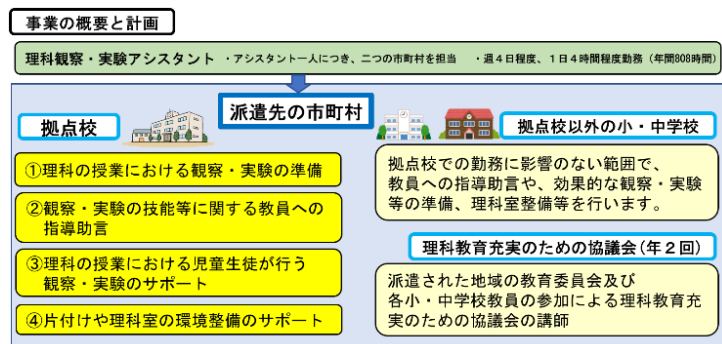 事業の概要と計画
理科観察・実験アシスタント ・アシスタント一人につき、二つの市町村を担当 ・週４日程度、１日４時間程度勤務（年間808時間）
派遣先の市町村
拠点校
①理科の授業における観察・実験の準備
②観察・実験の技能等に関する教員への
指導助言
③理科の授業における児童生徒が行う
観察・実験のサポート
④片付けや理科室の環境整備のサポート
拠点校以外の小・中学校
拠点校での勤務に影響のない範囲で、
教員への指導助言や、効果的な観察・実験
等の準備、理科室整備等を行います。
理科教育充実のための協議会（年２回）
派遣された地域の教育委員会及び
各小・中学校教員の参加による理科教育充
実のための協議会の講師